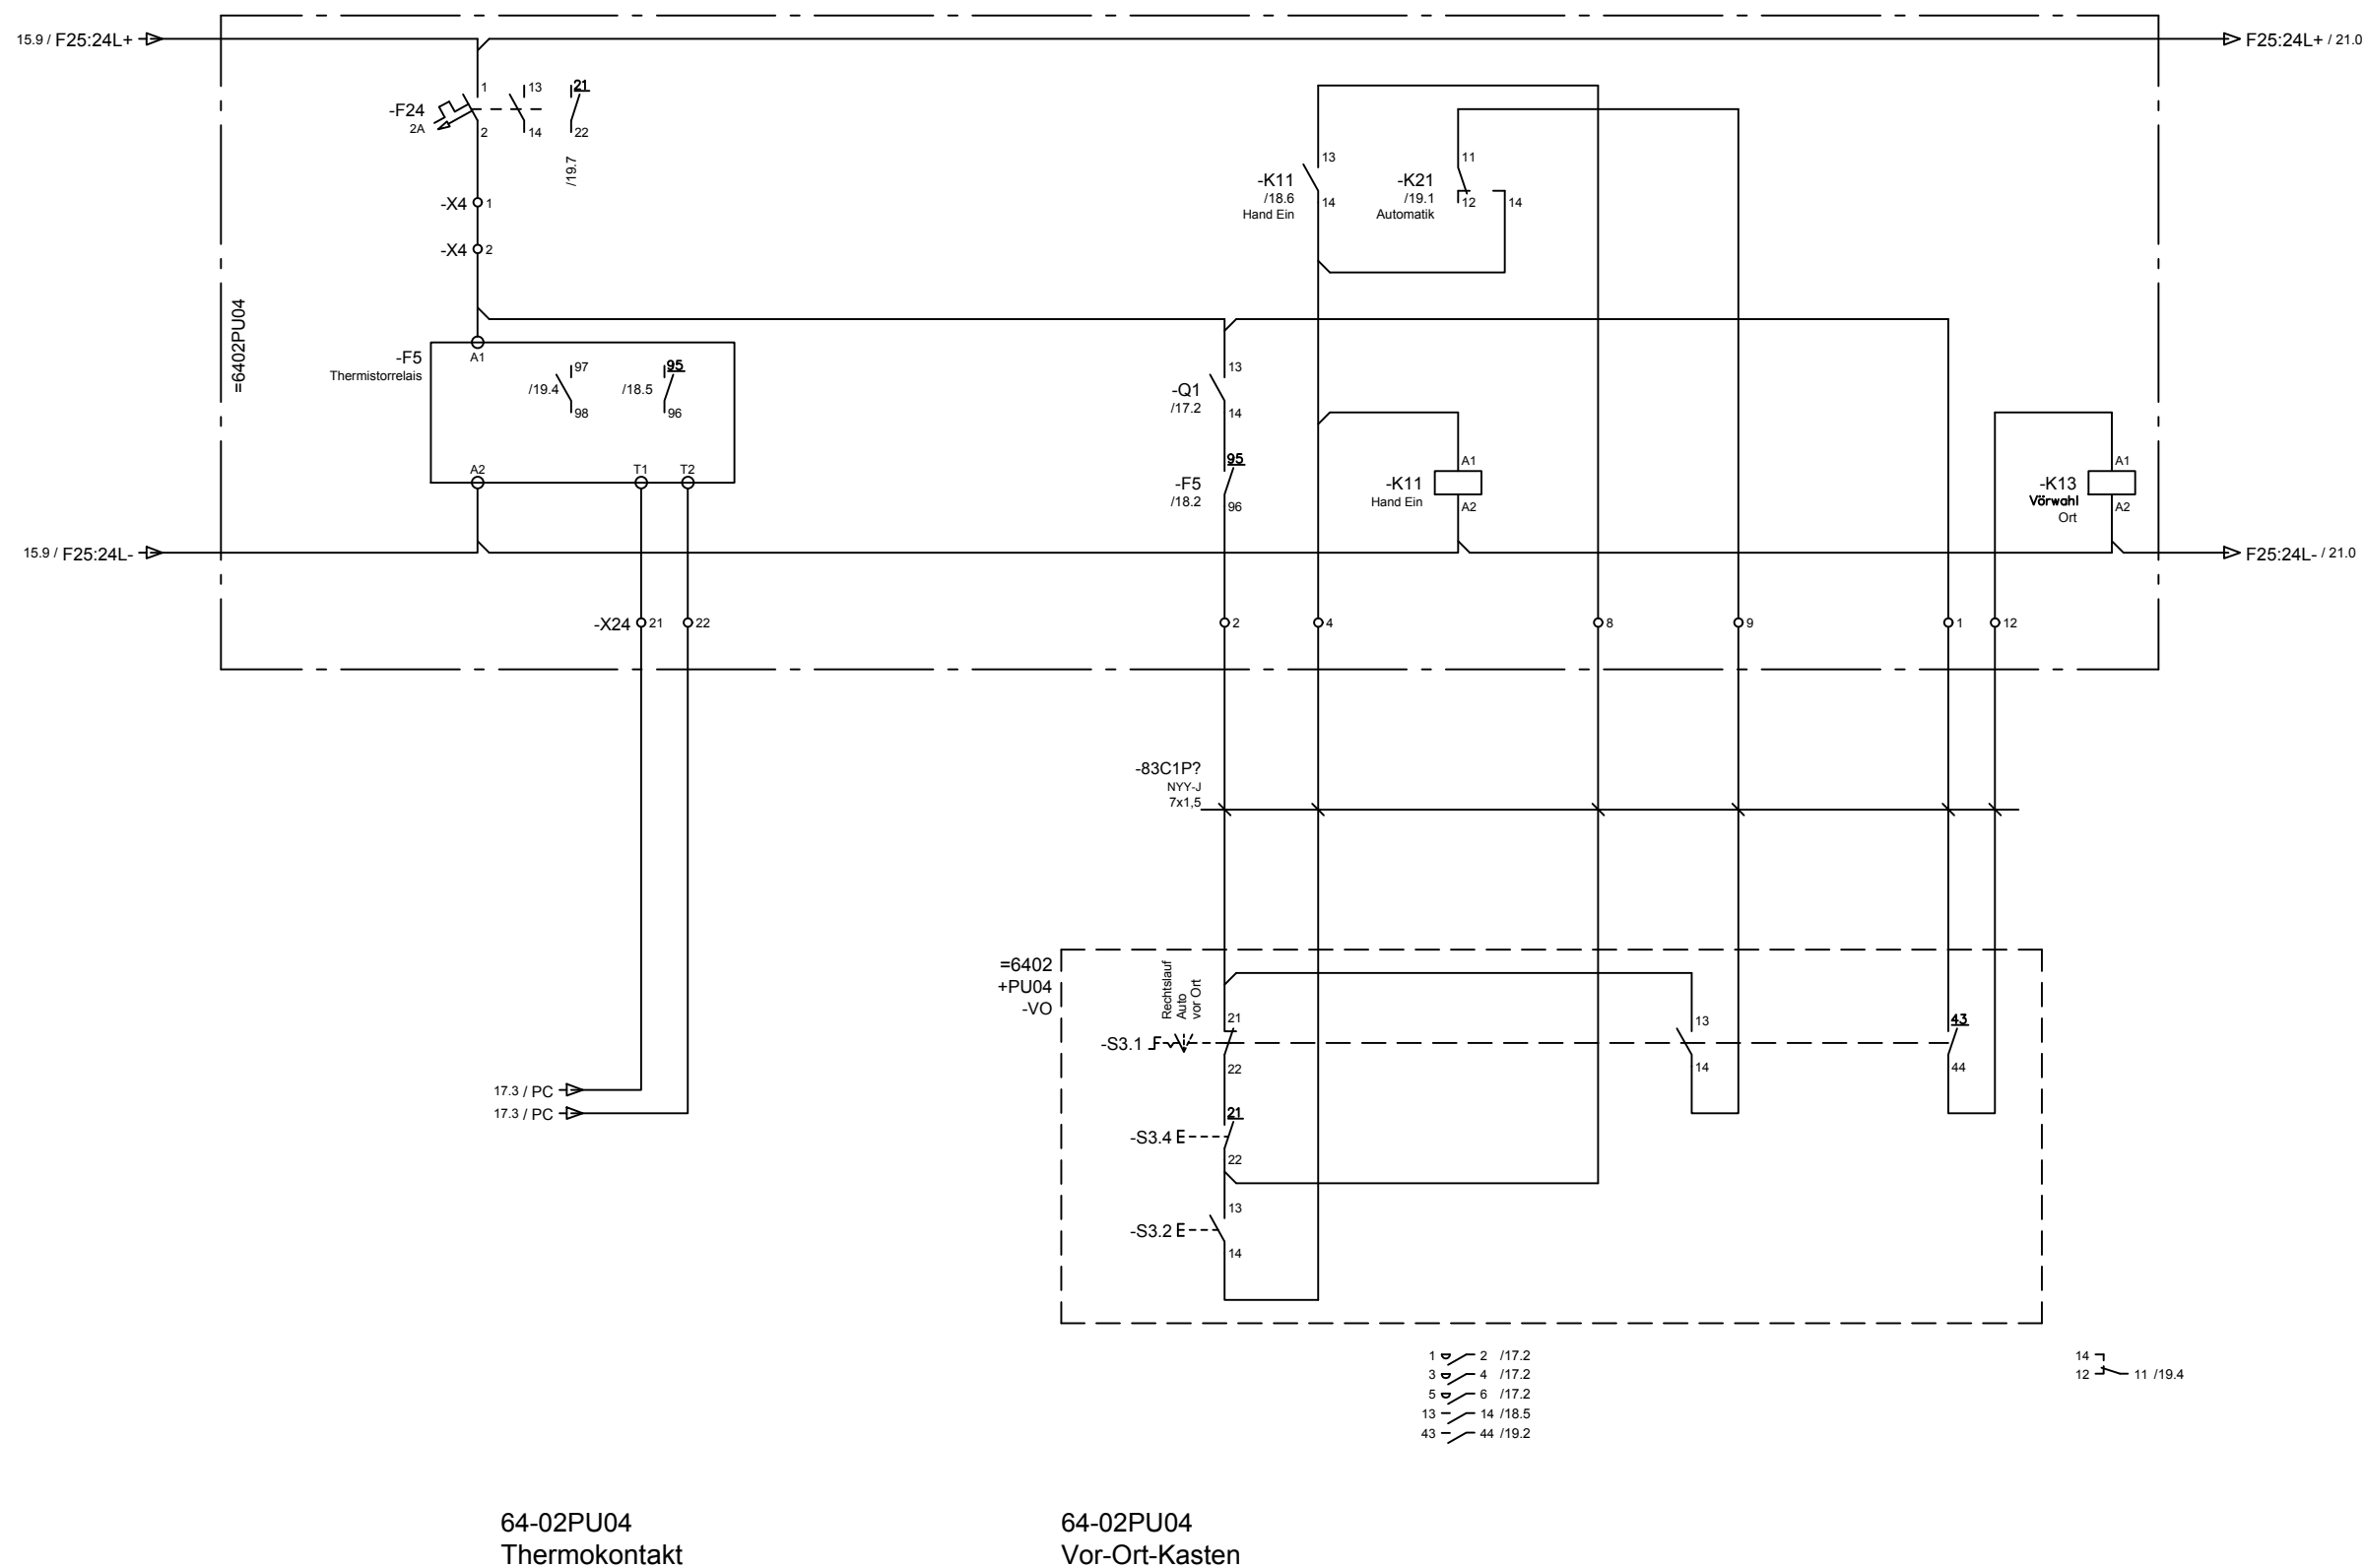 15.9 / F25:24L+
F25:24L+ / 21.0
=6402PU04
-F24
2A
1
2
13
14
21
22
/19.7
-X4 1
-X4 2
-F5
Thermistorrelais
A1
/19.4
97
98
/18.5
95
96
A2
T1
T2
-K11
/18.6
Hand Ein
13
14
-K21
/19.1
Automatik
11
12
14
-Q1
/17.2
13
14
-F5
/18.2
95
96
-K11
Hand Ein
A1
A2
-K13
Vörwahl
Ort
A1
A2
15.9 / F25:24L-
F25:24L- / 21.0
-X24 21 22 2 4 8 9 1 12
-83C1P?
NYY-J
7x1,5
=6402
+PU04
-VO
Rechtslauf
Auto
vor Ort
-S3.1
21
22
13
14
43
44
17.3 / PC
17.3 / PC
-S3.4
21
22
-S3.2
13
14
1 2 /17.2
3 4 /17.2
5 6 /17.2
13 14 /18.5
43 44 /19.2
14
12 11 /19.4
64-02PU04
Thermokontakt
64-02PU04
Vor-Ort-Kasten